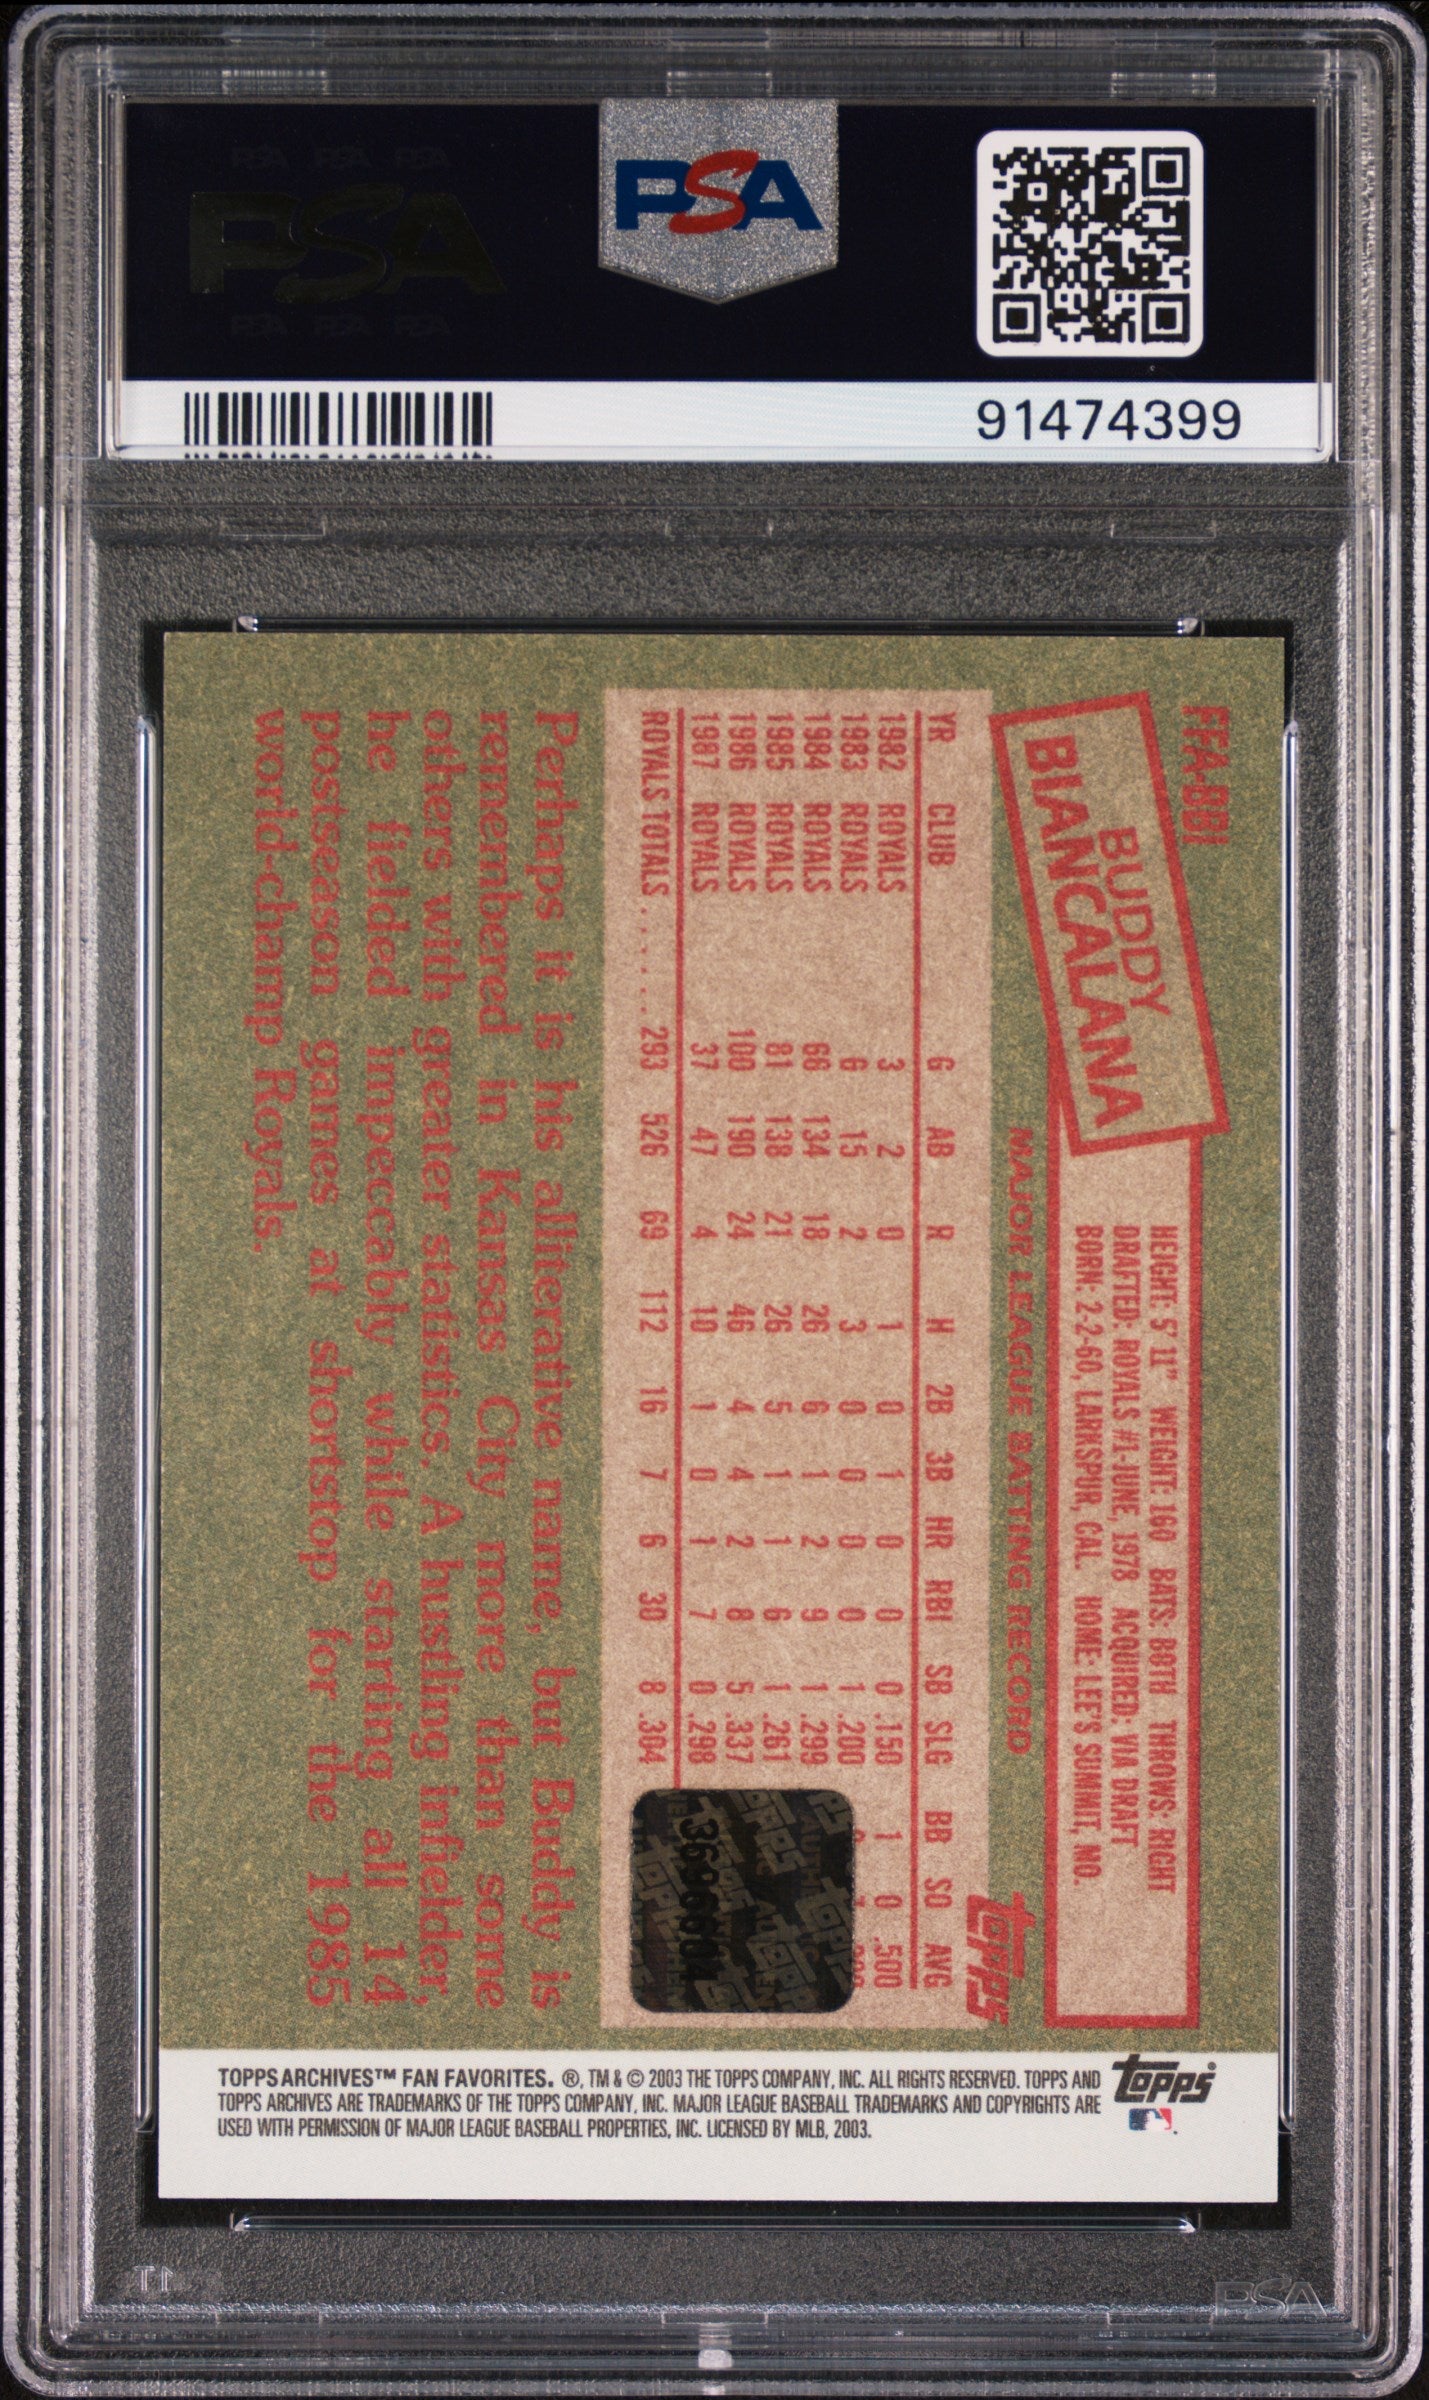 PSA
91474399
FFA-BBI
BUDDY
BIANCALANA
HEIGHT: 5' 11" WEIGHT: 160 BATS: BOTH THROWS: RIGHT
DRAFTED: ROYALS #1-JUNE, 1978 ACQUIRED: VIA DRAFT
BORN: 2-2-60, LARKSPUR, CAL. HOME: LEE'S SUMMIT, NO.
MAJOR LEAGUE BATTING RECORD
topps
YR CLUB G AB R H 2B 3B HR RBI SB SLG BB SO AVG
1982 ROYALS 3 2 0 1 0 1 0 0 0 .150 1 0 .500
1983 ROYALS 6 15 2 3 0 0 0 0 1 .200
1984 ROYALS 66 134 18 26 6 1 2 9 1 .299
1985 ROYALS 81 138 21 26 5 1 1 6 1 .261
1986 ROYALS 100 190 24 46 4 4 2 8 5 .337
1987 ROYALS 37 47 4 10 1 0 1 7 0 .298
ROYALS TOTALS . . . . . . . 293 526 69 112 16 7 6 30 8 .304
Perhaps it is his alliterative name, but Buddy is
remembered in Kansas City more than some
others with greater statistics. A hustling infielder,
he fielded impeccably while starting all 14
postseason games at shortstop for the 1985
world-champ Royals.
topps
TOPPS ARCHIVES™ FAN FAVORITES. ®, TM & © 2003 THE TOPPS COMPANY, INC. ALL RIGHTS RESERVED. TOPPS AND
TOPPS ARCHIVES ARE TRADEMARKS OF THE TOPPS COMPANY, INC. MAJOR LEAGUE BASEBALL TRADEMARKS AND COPYRIGHTS ARE
USED WITH PERMISSION OF MAJOR LEAGUE BASEBALL PROPERTIES, INC. LICENSED BY MLB, 2003.
PSA